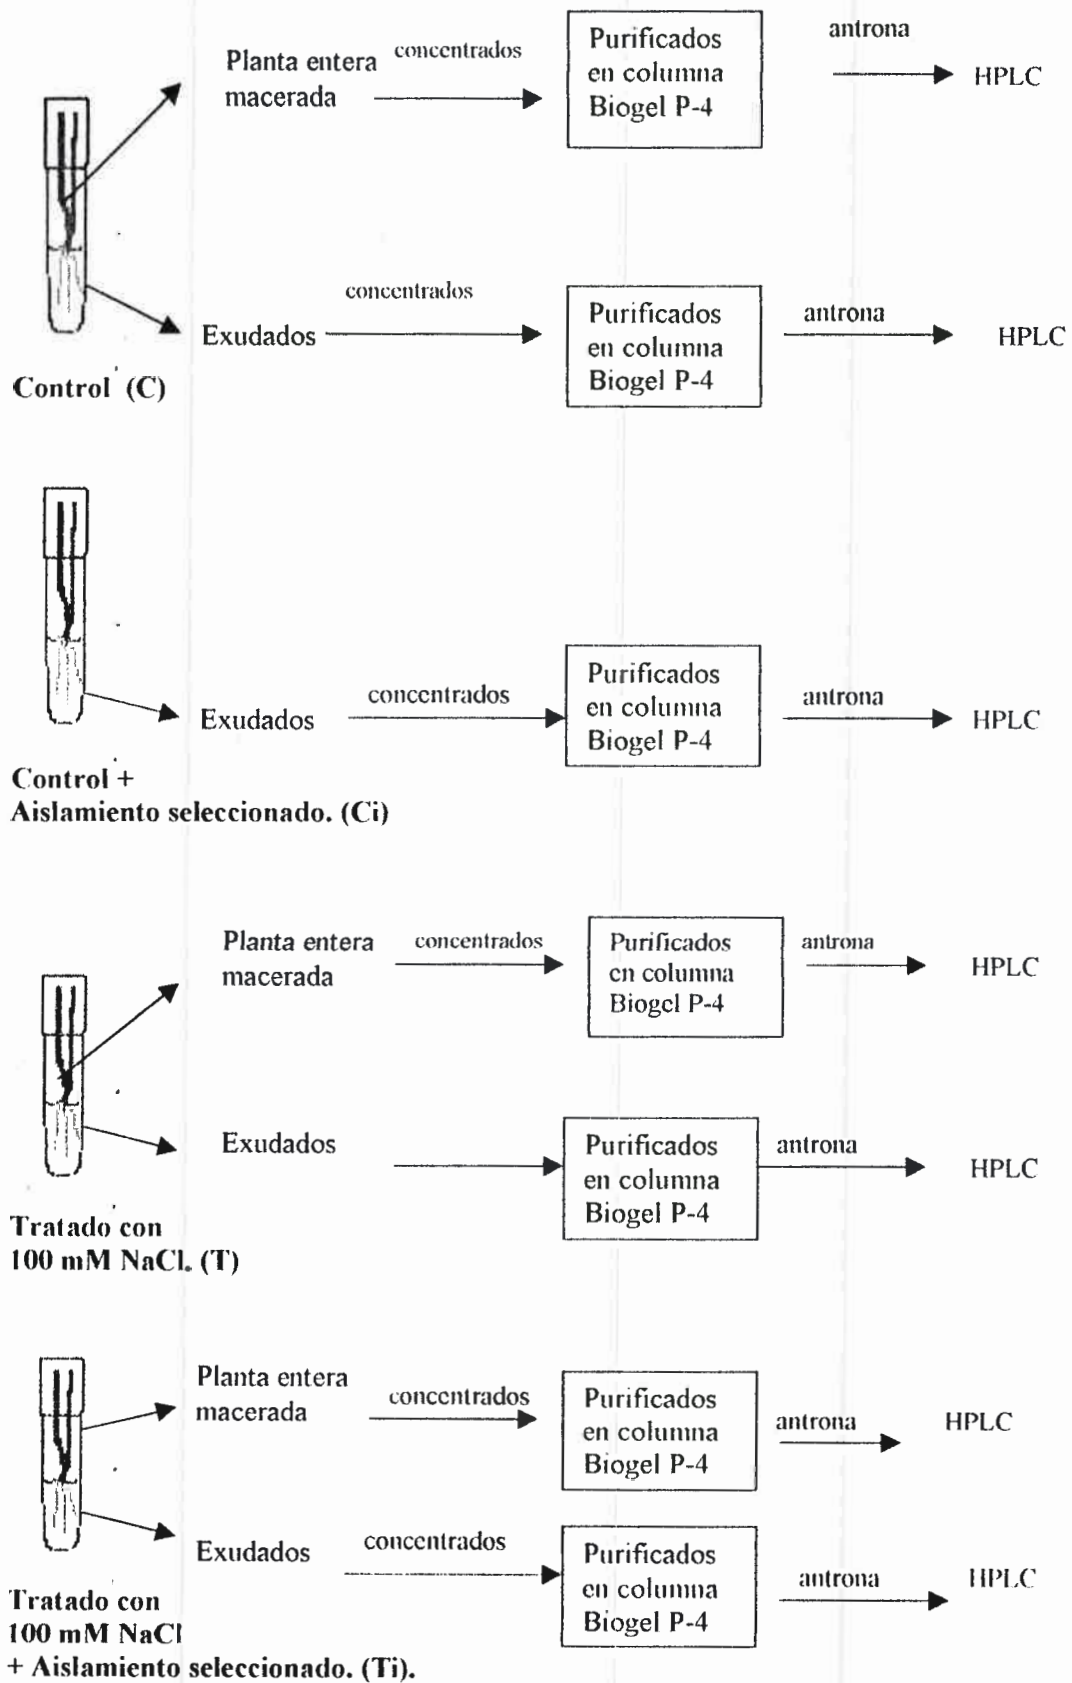 antrona
Planta entera
macerada
concentrados
Purificados
en columna
Biogel P-4
HPLC
Exudados
concentrados
Purificados
en columna
Biogel P-4
antrona
HPLC
Control (C)
Exudados
concentrados
Purificados
en columna
Biogel P-4
antrona
HPLC
Control +
Aislamiento seleccionado. (Ci)
Planta entera
macerada
concentrados
Purificados
en columna
Biogel P-4
antrona
HPLC
Exudados
Purificados
en columna
Biogel P-4
antrona
HPLC
Tratado con
100 mM NaCl. (T)
Planta entera
macerada
concentrados
Purificados
en columna
Biogel P-4
antrona
HPLC
Exudados
concentrados
Purificados
en columna
Biogel P-4
antrona
HPLC
Tratado con
100 mM NaCl
+ Aislamiento seleccionado. (Ti).